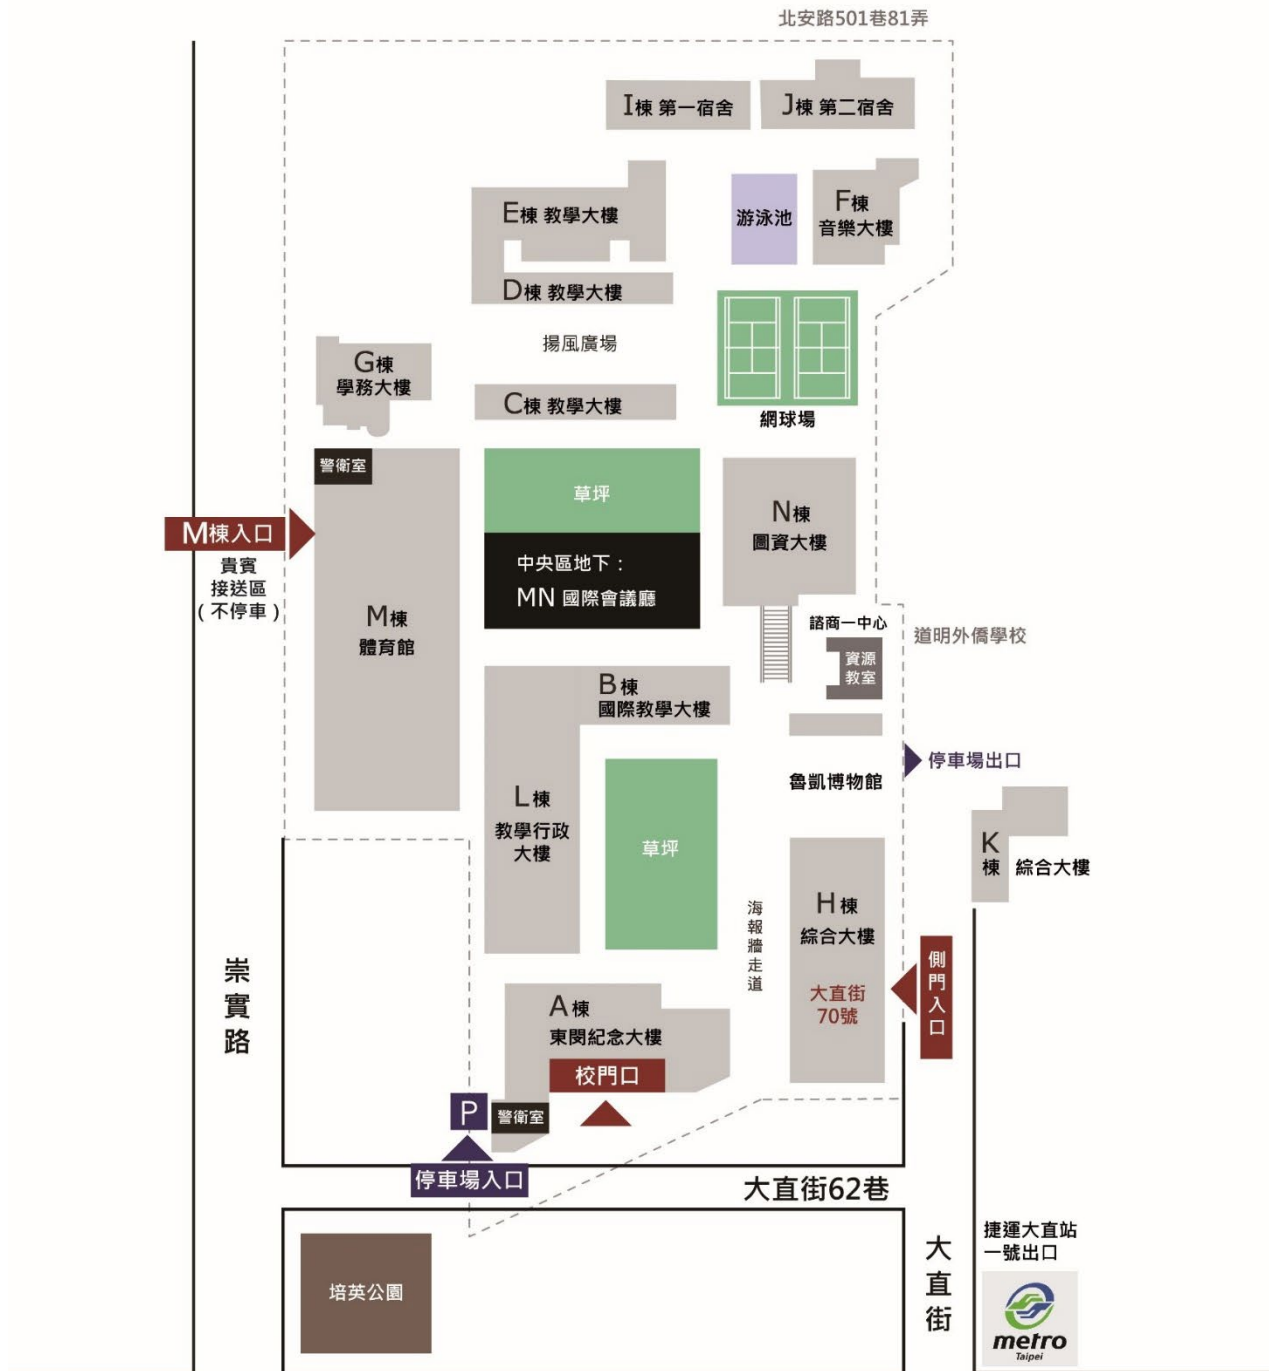 北安路501巷81弄
I棟 第一宿舍
J棟 第二宿舍
E棟 教學大樓
游泳池
F棟
音樂大樓
D棟 教學大樓
揚風廣場
G棟
學務大樓
C棟 教學大樓
網球場
警衛室
草坪
N棟
圖資大樓
M棟入口
貴賓
接送區
(不停車)
中央區地下：
MN 國際會議廳
M棟
體育館
諮商一中心
資源
教室
道明外僑學校
B棟
國際教學大樓
停車場出口
魯凱博物館
L棟
教學行政
大樓
草坪
K
棟 綜合大樓
H棟
綜合大樓
大直街
70號
海報牆走道
側門入口
崇實路
A棟
東閔紀念大樓
校門口
P
警衛室
停車場入口
大直街62巷
捷運大直站
一號出口
大直街
培英公園
metro
Taipei